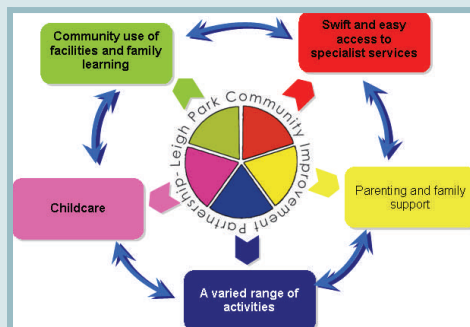 Community use of
facilities and family
learning
Swift and easy
access to
specialist services
Leigh Park Community Improvement Partnership-
Childcare
Parenting and family
support
A varied range of
activities